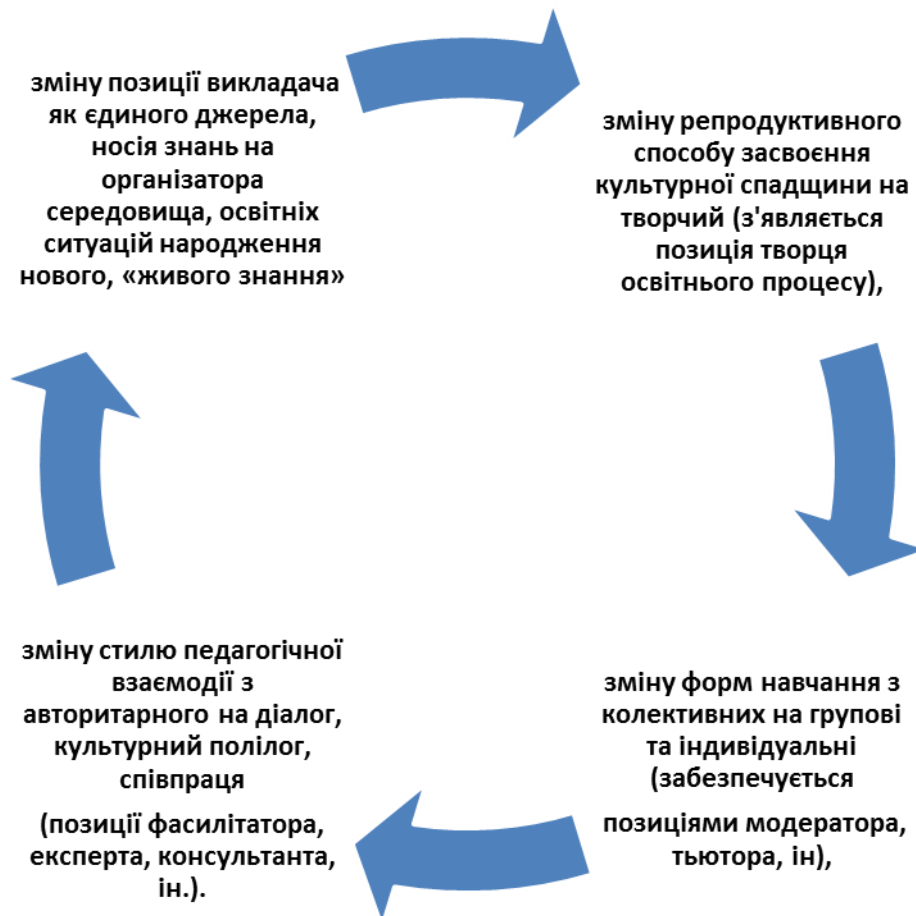 зміну позиції викладача
як єдиного джерела,
носія знань на
організатора
середовища, освітніх
ситуацій народження
нового, «живого знання»
зміну репродуктивного
способу засвоєння
культурної спадщини на
творчий (з'являється
позиція творця
освітнього процесу),
зміну форм навчання з
колективних на групові
та індивідуальні
(забезпечується
позиціями модератора,
тьютора, ін),
зміну стилю педагогічної
взаємодії з
авторитарного на діалог,
культурний полілог,
співпраця
(позиції фасилітатора,
експерта, консультанта,
ін.).